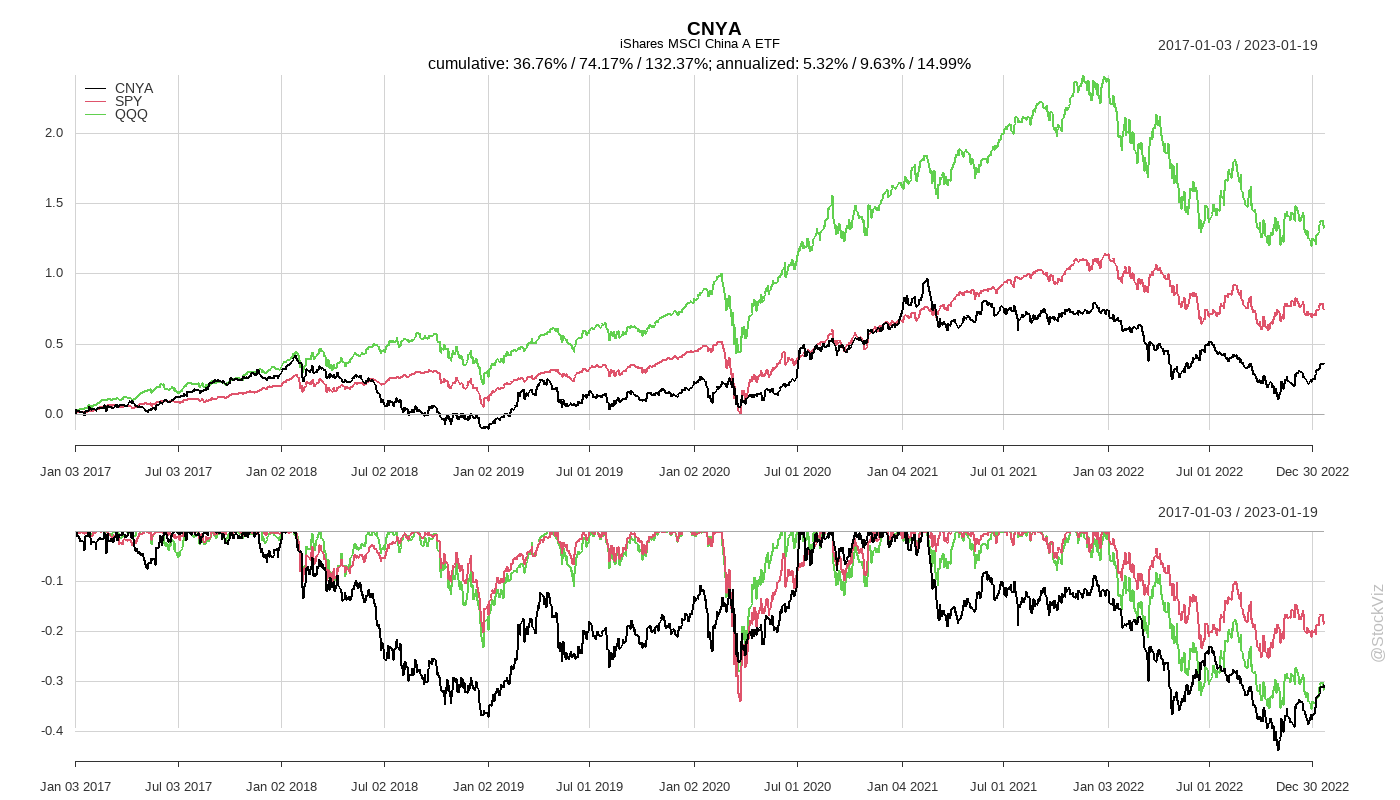 CNYA
iShares MSCI China A ETF
2017-01-03 / 2023-01-19
cumulative: 36.76% / 74.17% / 132.37%; annualized: 5.32% / 9.63% / 14.99%
CNYA
SPY
QQQ
2.0
1.5
1.0
0.5
0.0
Jan 03 2017 Jul 03 2017 Jan 02 2018 Jul 02 2018 Jan 02 2019 Jul 01 2019 Jan 02 2020 Jul 01 2020 Jan 04 2021 Jul 01 2021 Jan 03 2022 Jul 01 2022 Dec 30 2022
2017-01-03 / 2023-01-19
-0.1
-0.2
-0.3
-0.4
Jan 03 2017 Jul 03 2017 Jan 02 2018 Jul 02 2018 Jan 02 2019 Jul 01 2019 Jan 02 2020 Jul 01 2020 Jan 04 2021 Jul 01 2021 Jan 03 2022 Jul 01 2022 Dec 30 2022
@StockViz